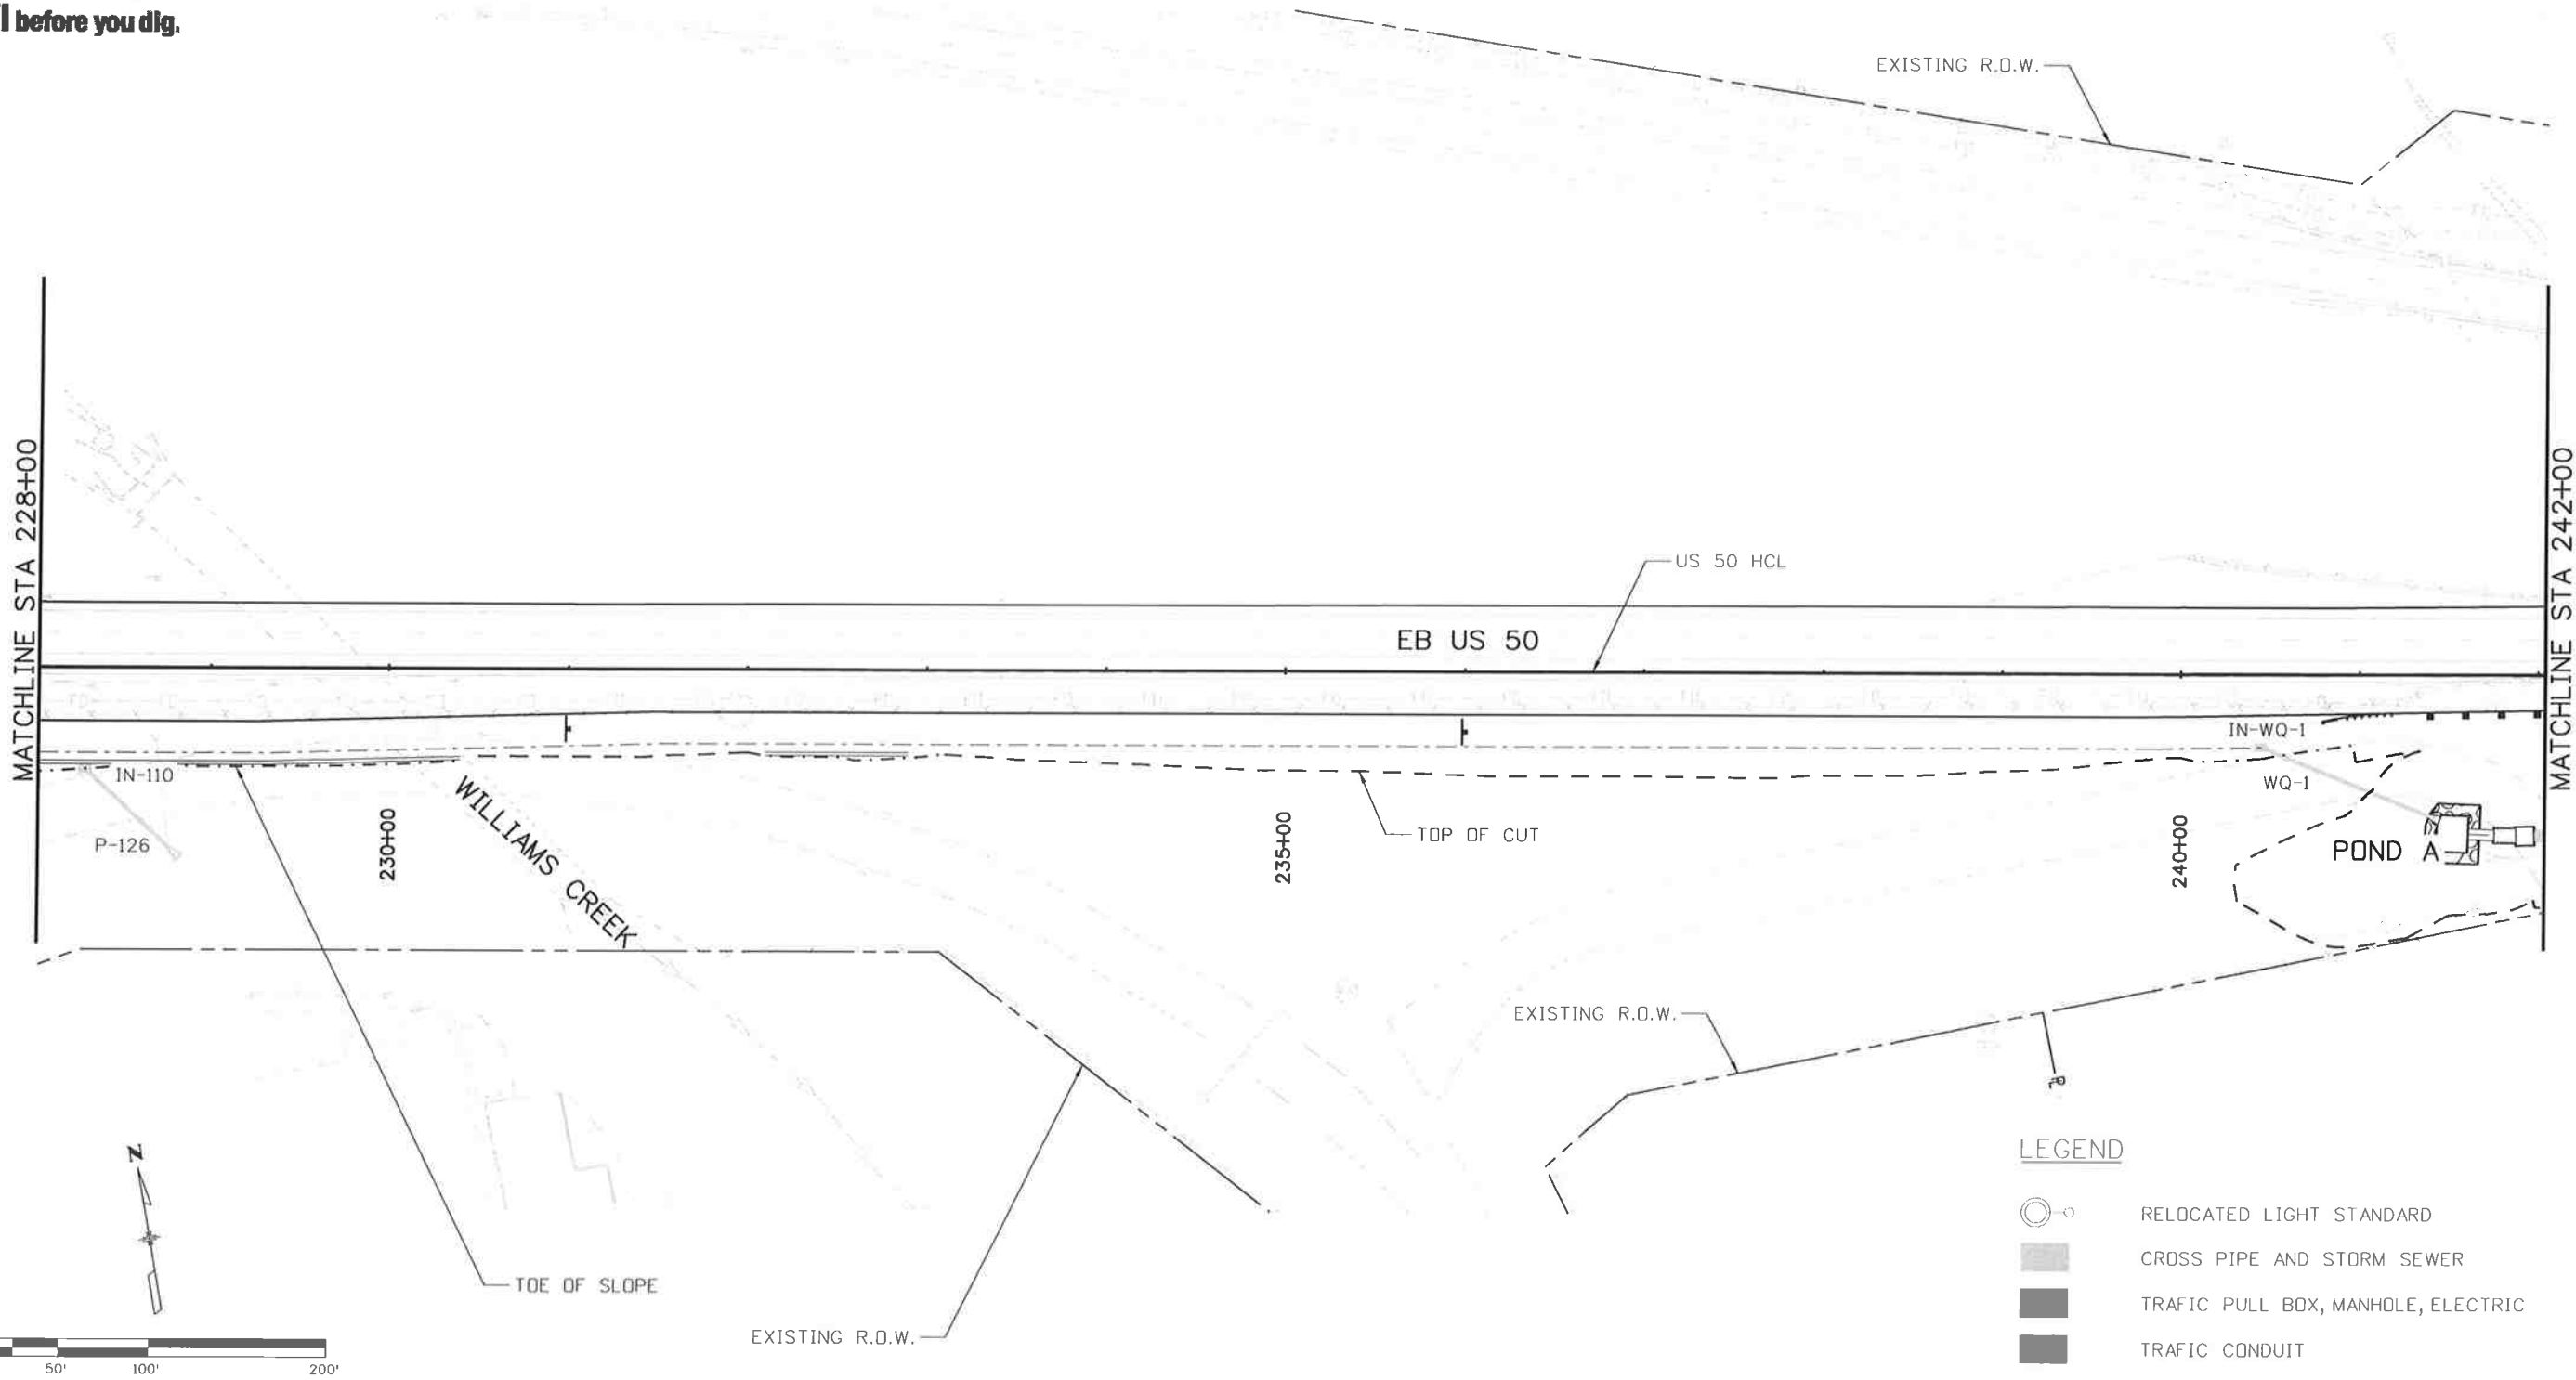 before you dig.
EXISTING R.O.W.
MATCHLINE STA 228+00
MATCHLINE STA 242+00
US 50 HCL
EB US 50
IN-WQ-1
IN-110
WQ-1
P-126
230+00
WILLIAMS CREEK
235+00
TOP OF CUT
240+00
POND A
EXISTING R.O.W.
PL
N
TOE OF SLOPE
EXISTING R.O.W.
50' 100' 200'
LEGEND
RELOCATED LIGHT STANDARD
CROSS PIPE AND STORM SEWER
TRAFIC PULL BOX, MANHOLE, ELECTRIC
TRAFIC CONDUIT